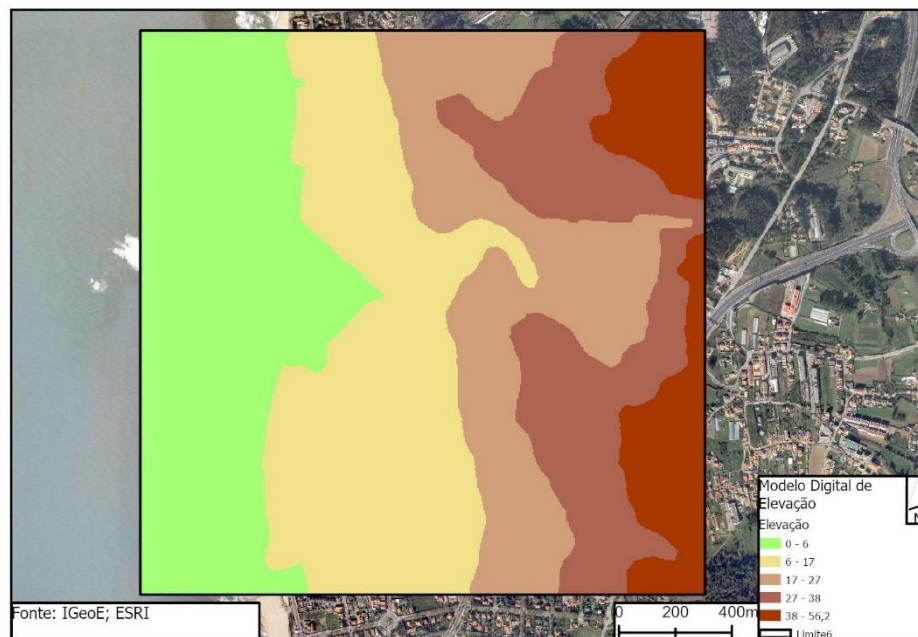 Modelo Digital de
Elevação
Elevação
0 - 6
6 - 17
17 - 27
27 - 38
38 - 56,2
Limite6
Fonte: IGeoE; ESRI
0 200 400m
N